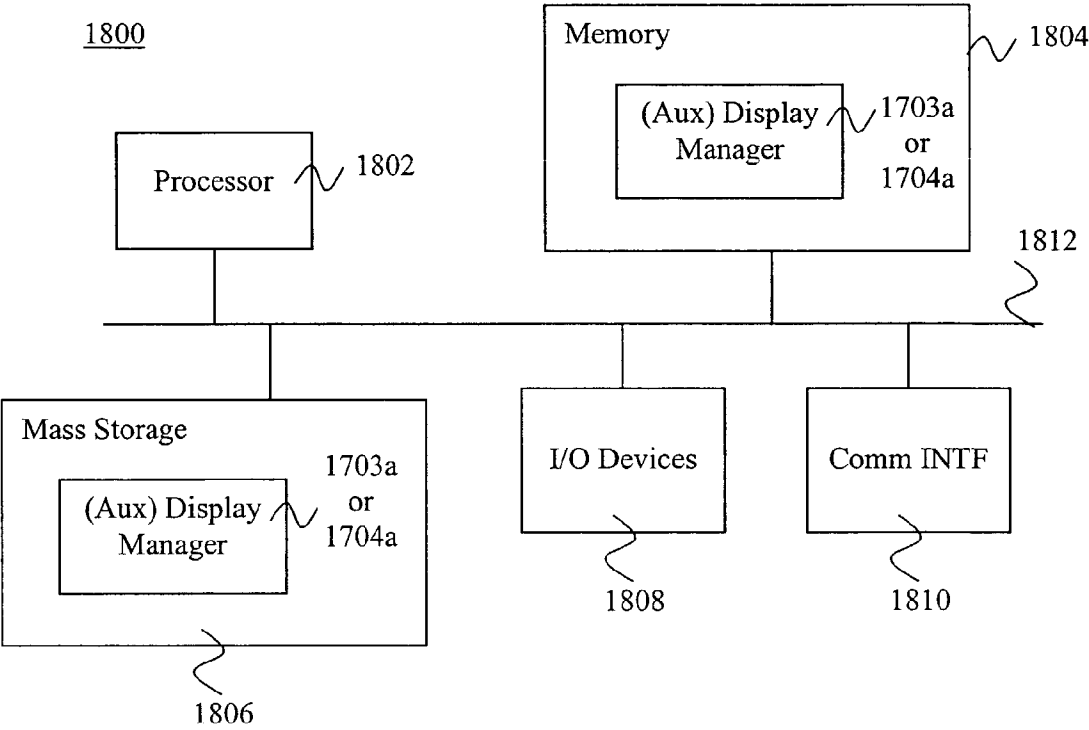 1800
Memory
1804
(Aux) Display
Manager
1703a
or
1704a
Processor
1802
1812
Mass Storage
(Aux) Display
Manager
1703a
or
1704a
I/O Devices
Comm INTF
1808
1810
1806